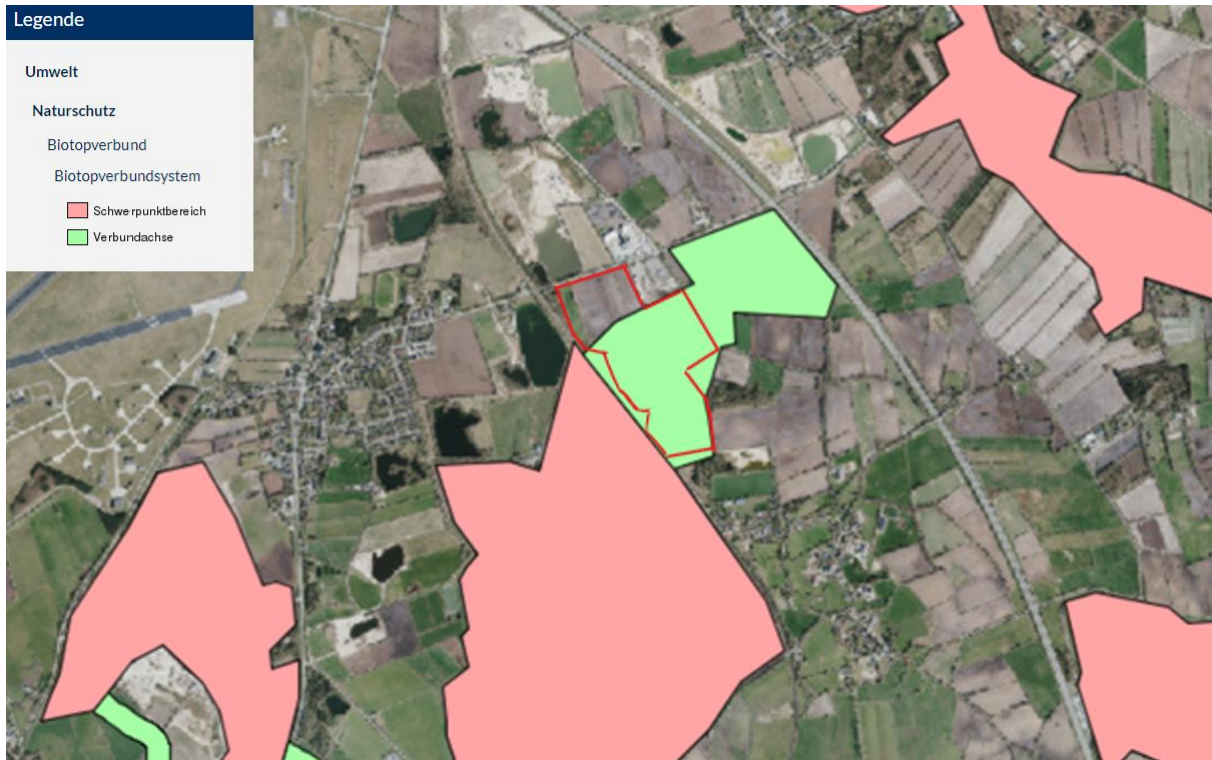 Legende
Umwelt
Naturschutz
Biotopverbund
Biotopverbundsystem
Schwerpunktbereich
Verbundachse